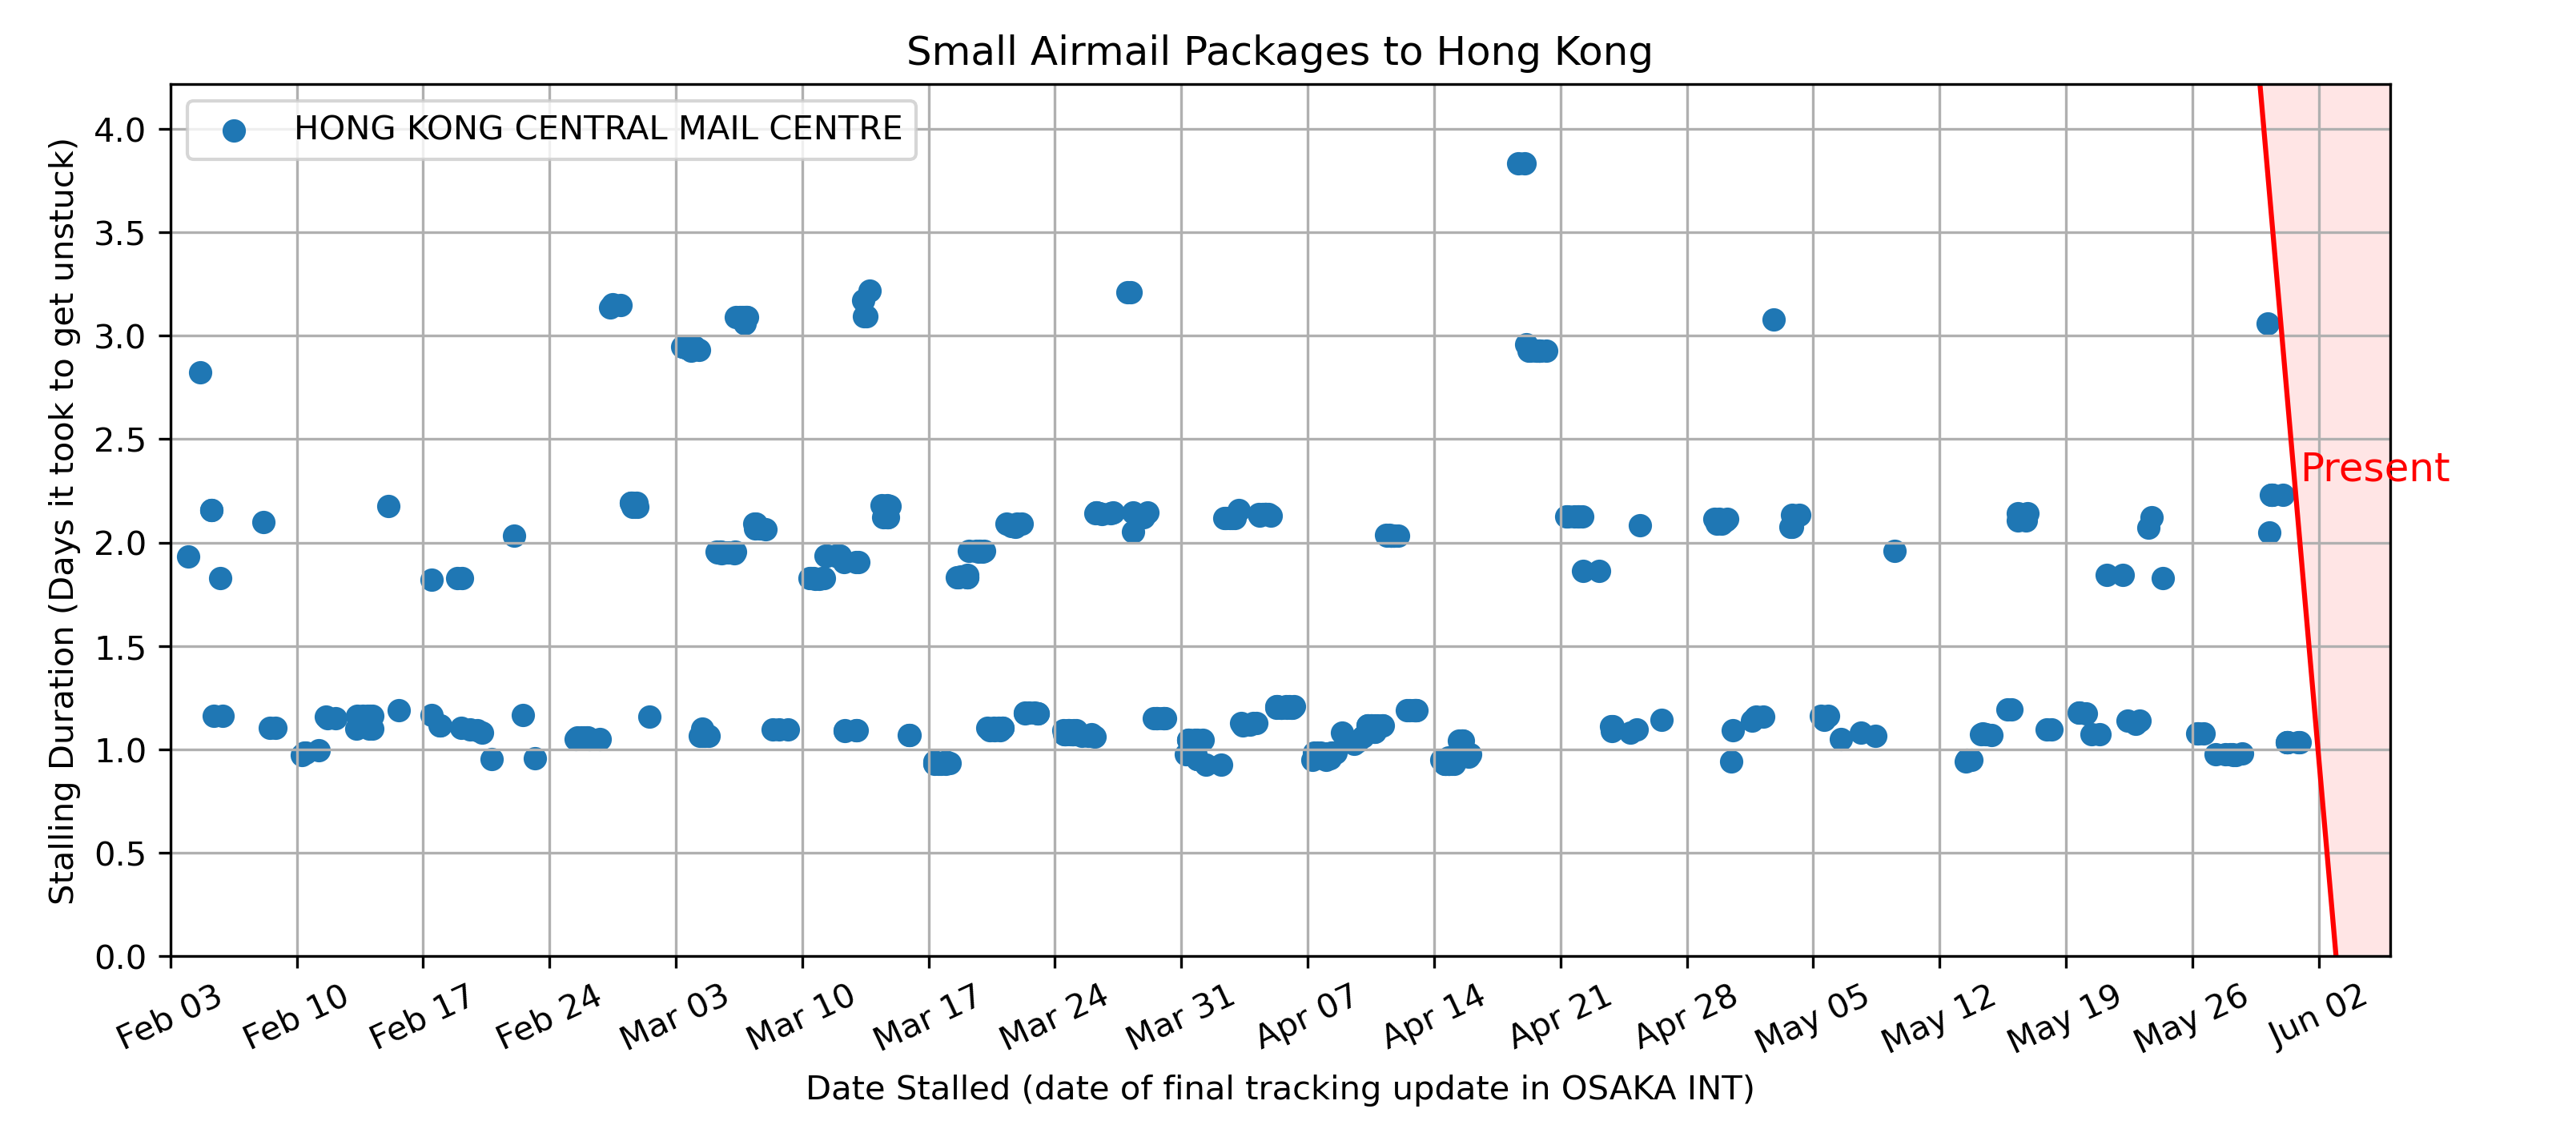 Small Airmail Packages to Hong Kong
HONG KONG CENTRAL MAIL CENTRE
Stalling Duration (Days it took to get unstuck)
4.0
3.5
3.0
2.5
2.0
1.5
1.0
0.5
0.0
Present
Feb 03
Feb 10
Feb 17
Feb 24
Mar 03
Mar 10
Mar 17
Mar 24
Mar 31
Apr 07
Apr 14
Apr 21
Apr 28
May 05
May 12
May 19
May 26
Jun 02
Date Stalled (date of final tracking update in OSAKA INT)